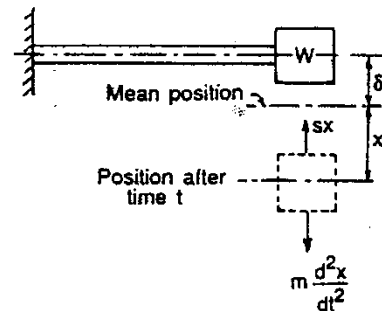 W
δ
Mean position
sx
x
Position after
time t
m d²x
dt²